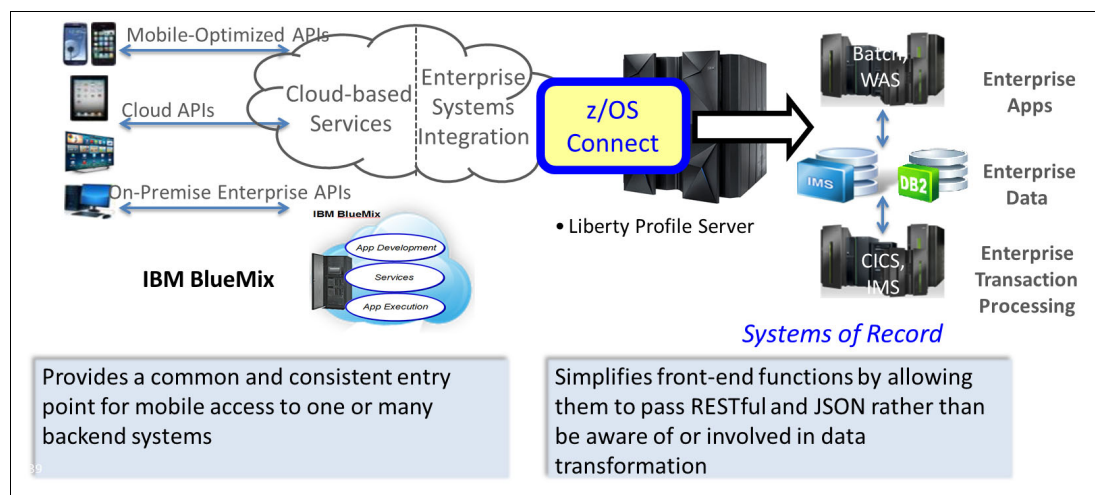 Mobile-Optimized APIs
Cloud APIs
On-Premise Enterprise APIs
Cloud-based
Services
Enterprise
Systems
Integration
z/OS
Connect
• Liberty Profile Server
Batch,
WAS
Enterprise
Apps
IMS
DB2
Enterprise
Data
CICS,
IMS
Enterprise
Transaction
Processing
Systems of Record
IBM BlueMix
IBM BlueMix
App Development
Services
App Execution
Provides a common and consistent entry
point for mobile access to one or many
backend systems
39
Simplifies front-end functions by allowing
them to pass RESTful and JSON rather than
be aware of or involved in data
transformation